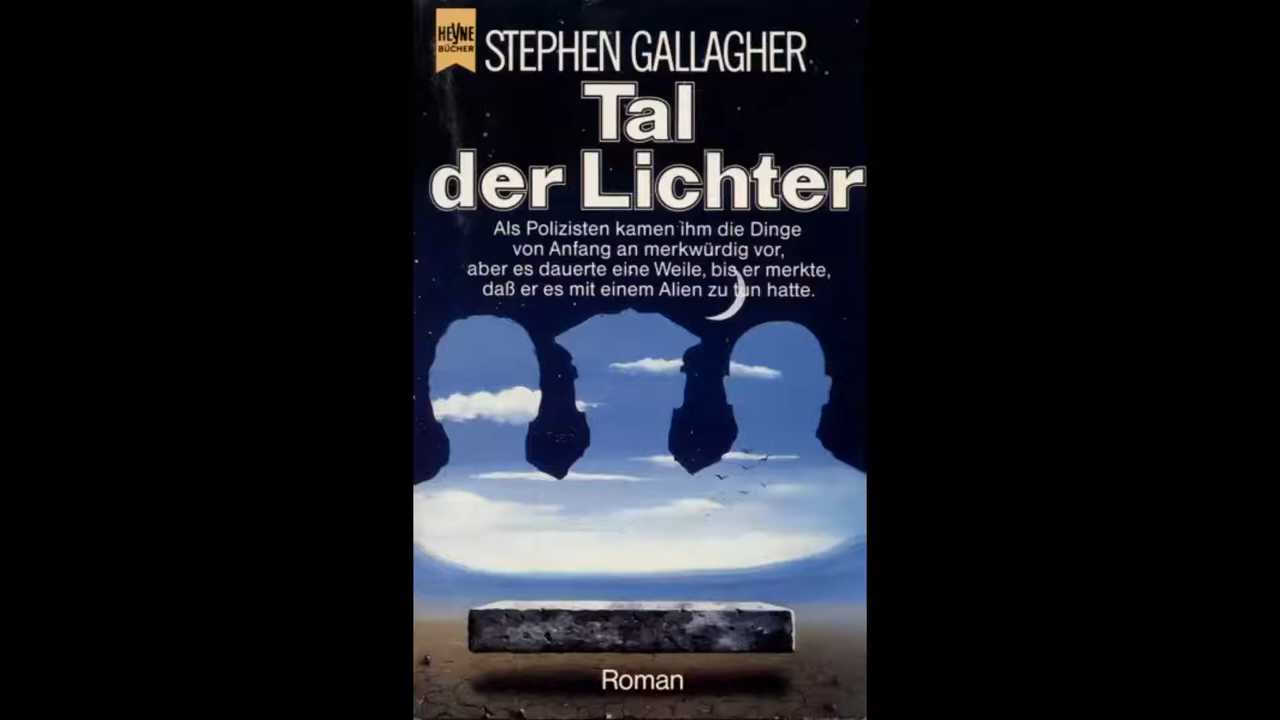 HEYNE
BÜCHER
STEPHEN GALLAGHER
Tal
der Lichter
Als Polizisten kamen ihm die Dinge
von Anfang an merkwürdig vor,
aber es dauerte eine Weile, bis er merkte,
daß er es mit einem Alien zu tun hatte.
Roman